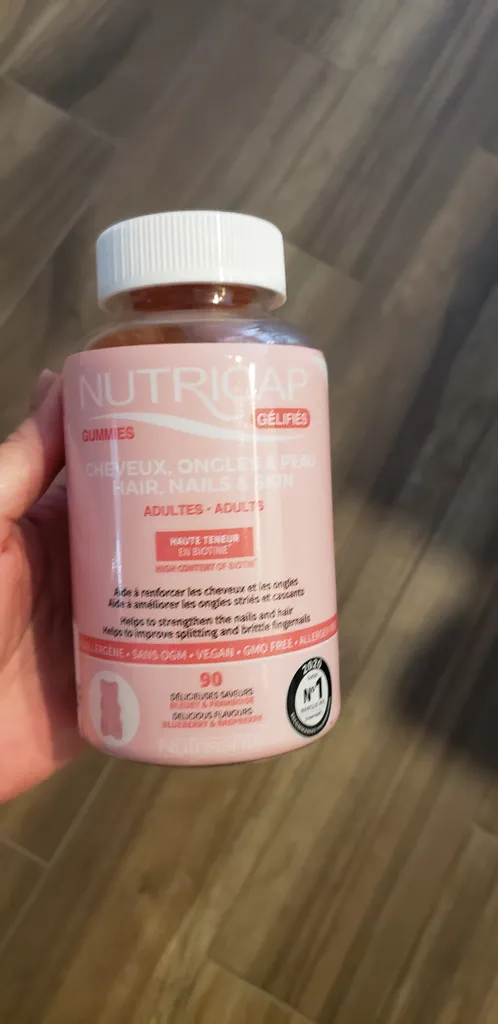 NUTRICAP
GÉLIFIÉS
GUMMIES
CHEVEUX, ONGLES & PEAU
HAIR, NAILS & SKIN
ADULTES - ADULTS
HAUTE TENEUR
EN BIOTINE
HIGH CONTENT OF BIOTIN
Aide à renforcer les cheveux et les ongles
Aide à améliorer les ongles striés et cassants
Helps to strengthen the nails and hair
Helps to improve splitting and brittle fingernails
ALLERGÈNE • SANS OGM • VEGAN • GMO FREE • ALLERGEN
90
DÉLICIEUSES SAVEURS
BLEUET & FRAMBOISE
DELICIOUS FLAVOURS
BLUEBERRY & RASPBERRY
2020
N°1